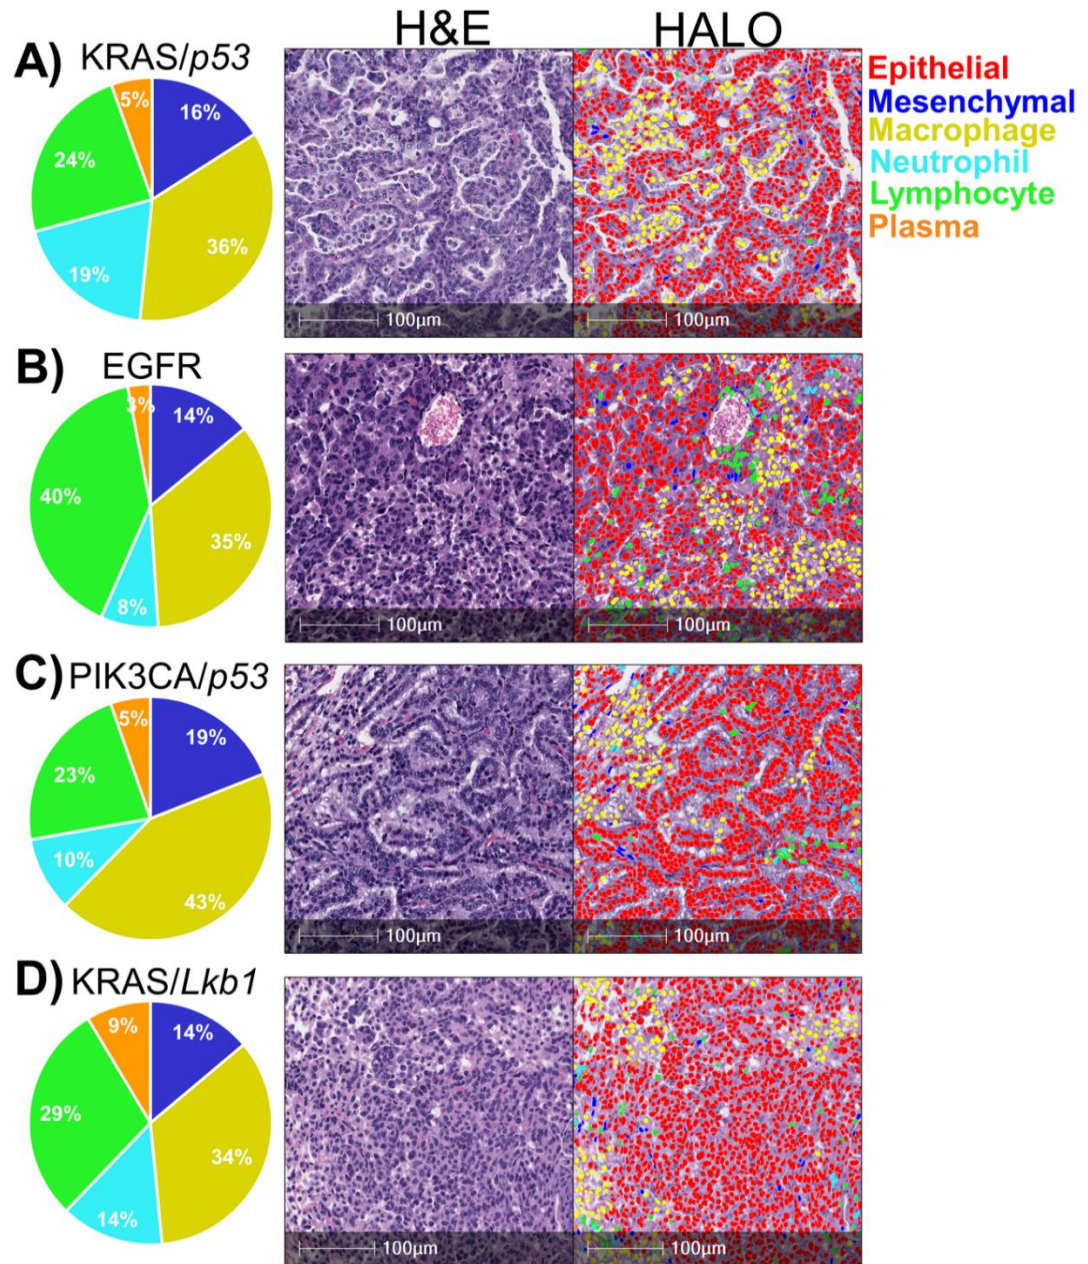 H&E
HALO
A) KRAS/p53
5%
16%
24%
36%
19%
100µm
100µm
Epithelial
Mesenchymal
Macrophage
Neutrophil
Lymphocyte
Plasma
B) EGFR
3%
14%
40%
35%
8%
100µm
100µm
C) PIK3CA/p53
5%
19%
23%
10%
43%
100µm
100µm
D) KRAS/Lkb1
9%
14%
29%
34%
14%
100µm
100µm